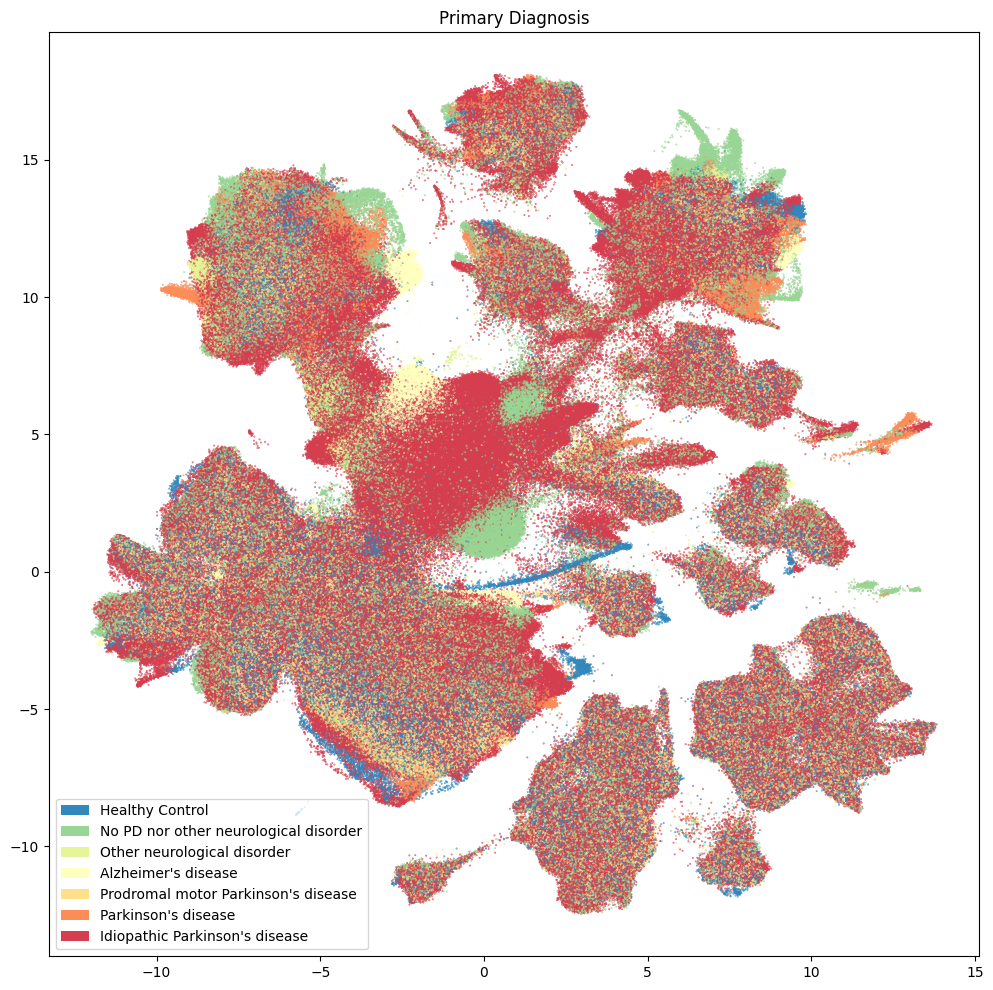 Primary Diagnosis
15
10
5
0
−5
−10
Healthy Control
No PD nor other neurological disorder
Other neurological disorder
Alzheimer's disease
Prodromal motor Parkinson's disease
Parkinson's disease
Idiopathic Parkinson's disease
−10 −5 0 5 10 15